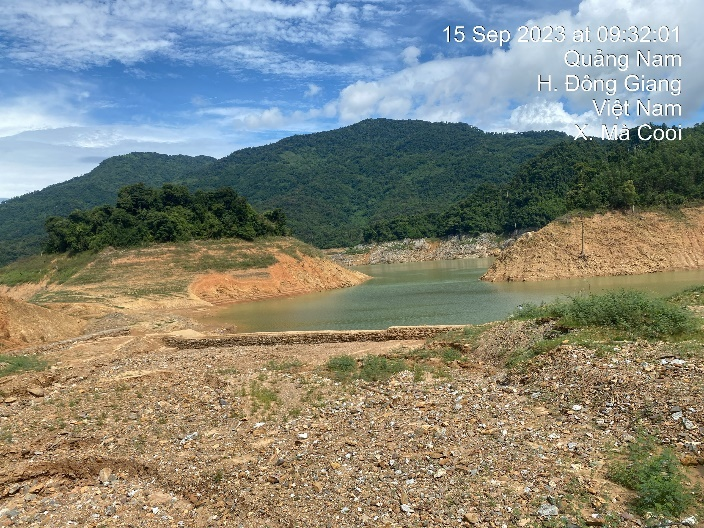 15 Sep 2023 at 09:32:01
Quảng Nam
H. Đông Giang
Việt Nam
X. Mà Cooi